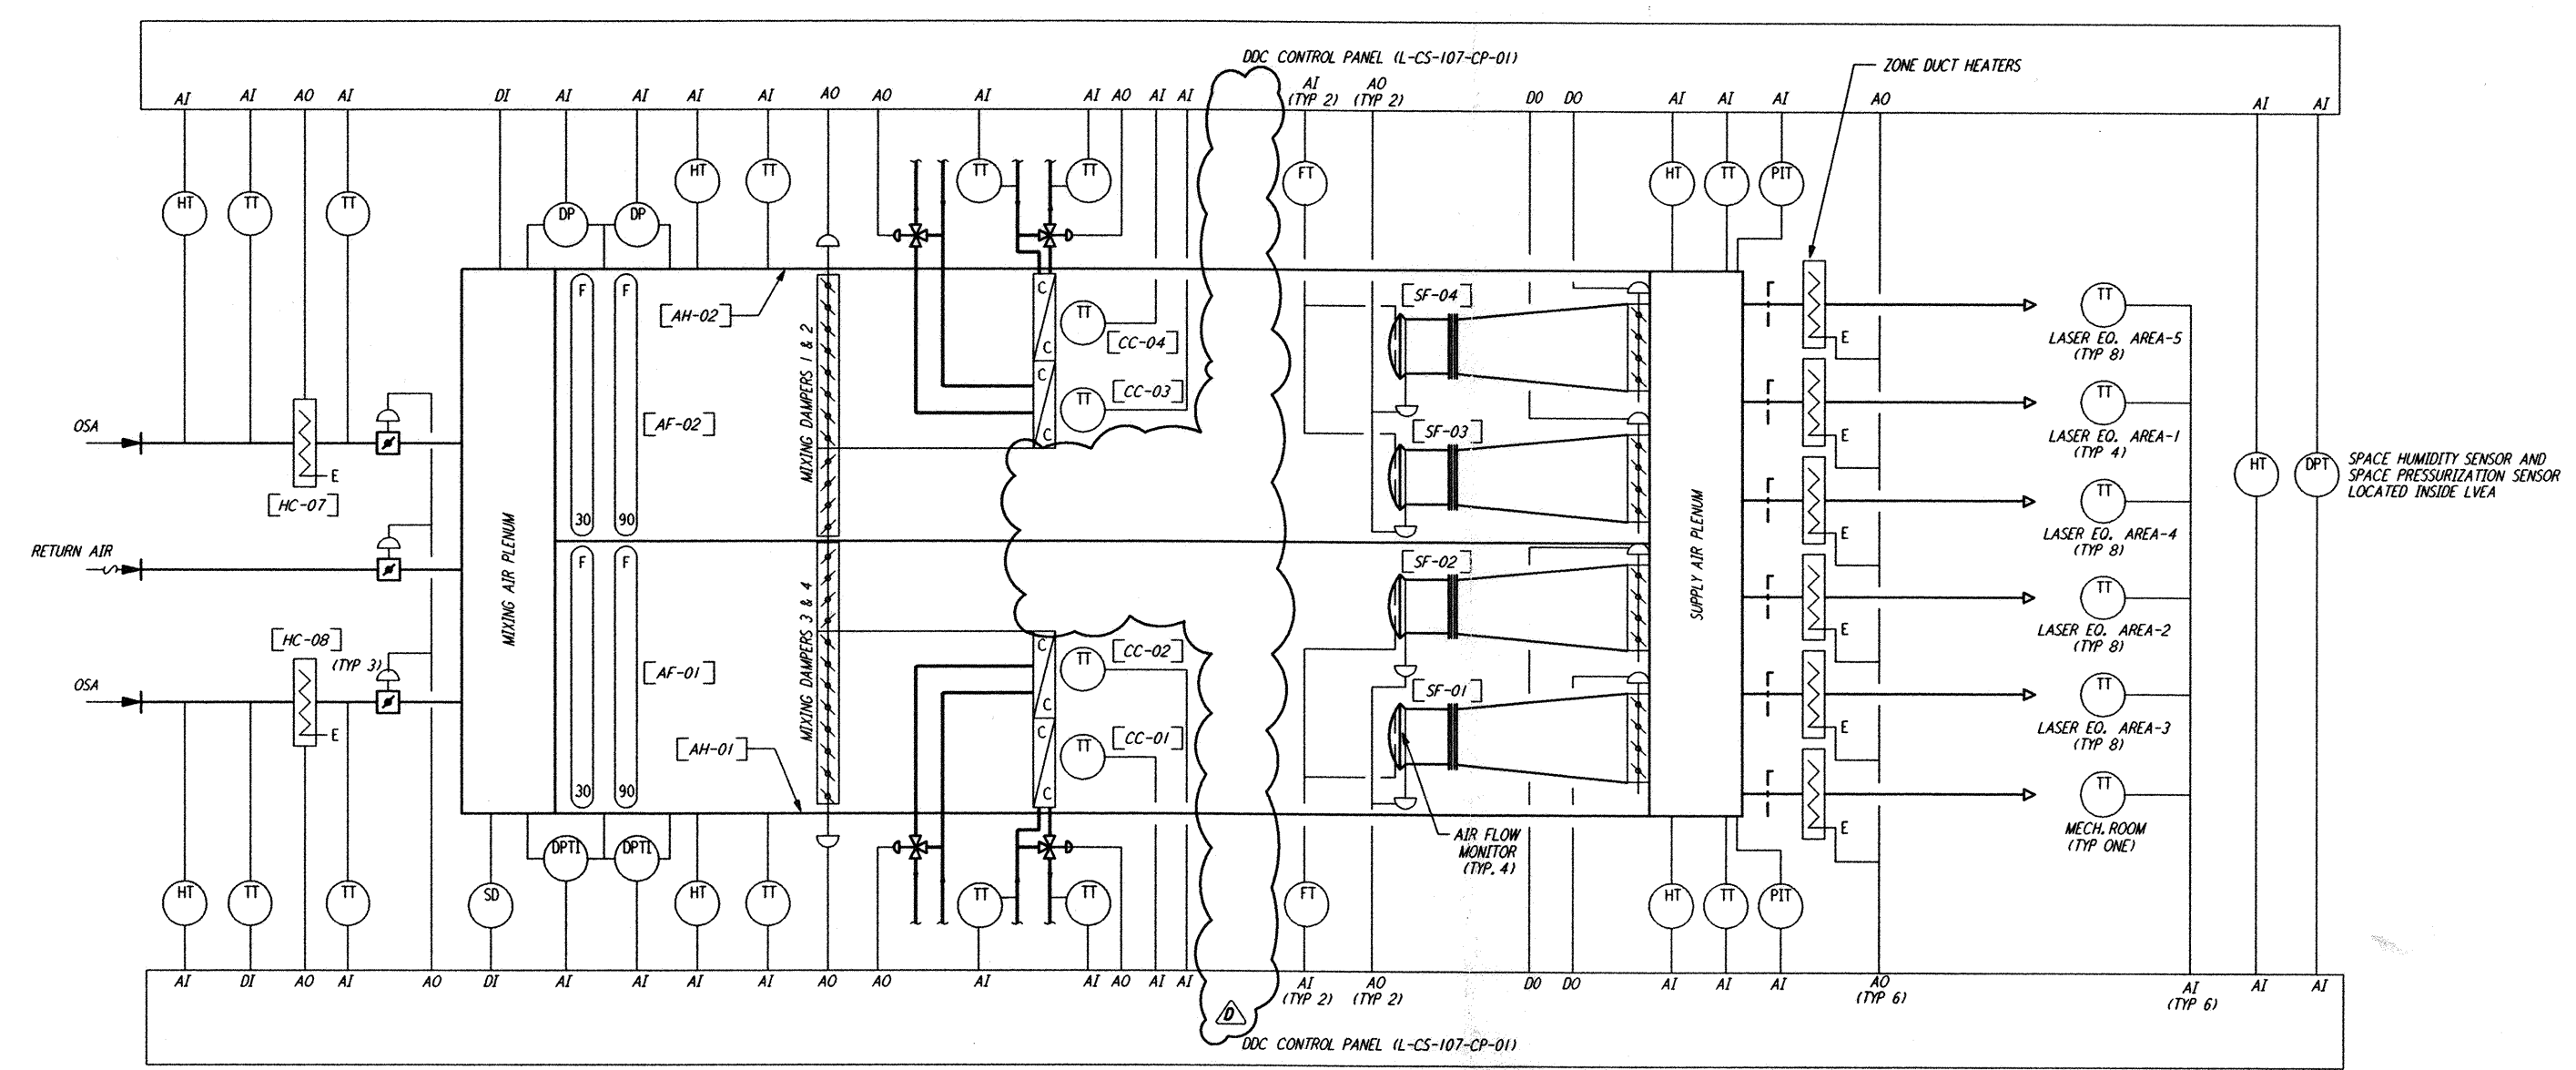 DDC CONTROL PANEL (L-CS-107-CP-01)
AI AI AO AI DI AI AI AI AI AO AO AI AI AO AI AI AI AO DO DO AI AI AI AO AI AI
(TYP 2) (TYP 2)
ZONE DUCT HEATERS
HT TT TT DP DP HT TT TT TT FT HT TT PIT
F F
[AH-02]
MIXING DAMPERS 1 & 2
C
C
TT
[CC-04]
C
C
TT
[CC-03]
[SF-04]
E
TT
LASER EQ. AREA-5
(TYP 8)
OSA
E
[HC-07]
[AF-02]
[SF-03]
E
TT
LASER EQ. AREA-1
(TYP 4)
HT DPT
SPACE HUMIDITY SENSOR AND
SPACE PRESSURIZATION SENSOR
LOCATED INSIDE LVEA
30 90
RETURN AIR
MIXING AIR PLENUM
SUPPLY AIR PLENUM
E
TT
LASER EQ. AREA-4
(TYP 8)
F F
[SF-02]
E
TT
LASER EQ. AREA-2
(TYP 8)
[HC-08]
(TYP 3)
OSA
E
[AF-01]
MIXING DAMPERS 3 & 4
C
C
TT
[CC-02]
C
C
TT
[CC-01]
[SF-01]
E
TT
LASER EQ. AREA-3
(TYP 8)
[AH-01]
30 90
AIR FLOW
MONITOR
(TYP. 4)
E
TT
MECH. ROOM
(TYP ONE)
DPTI DPTI
HT TT TT SD HT TT TT TT FT HT TT PIT
AI DI AO AI AO DI AI AI AI AI AO AO AI AI AO AI AI AI AO DO DO AI AI AI AO AI AI AI
(TYP 2) (TYP 2) (TYP 6) (TYP 6)
D
DDC CONTROL PANEL (L-CS-107-CP-01)